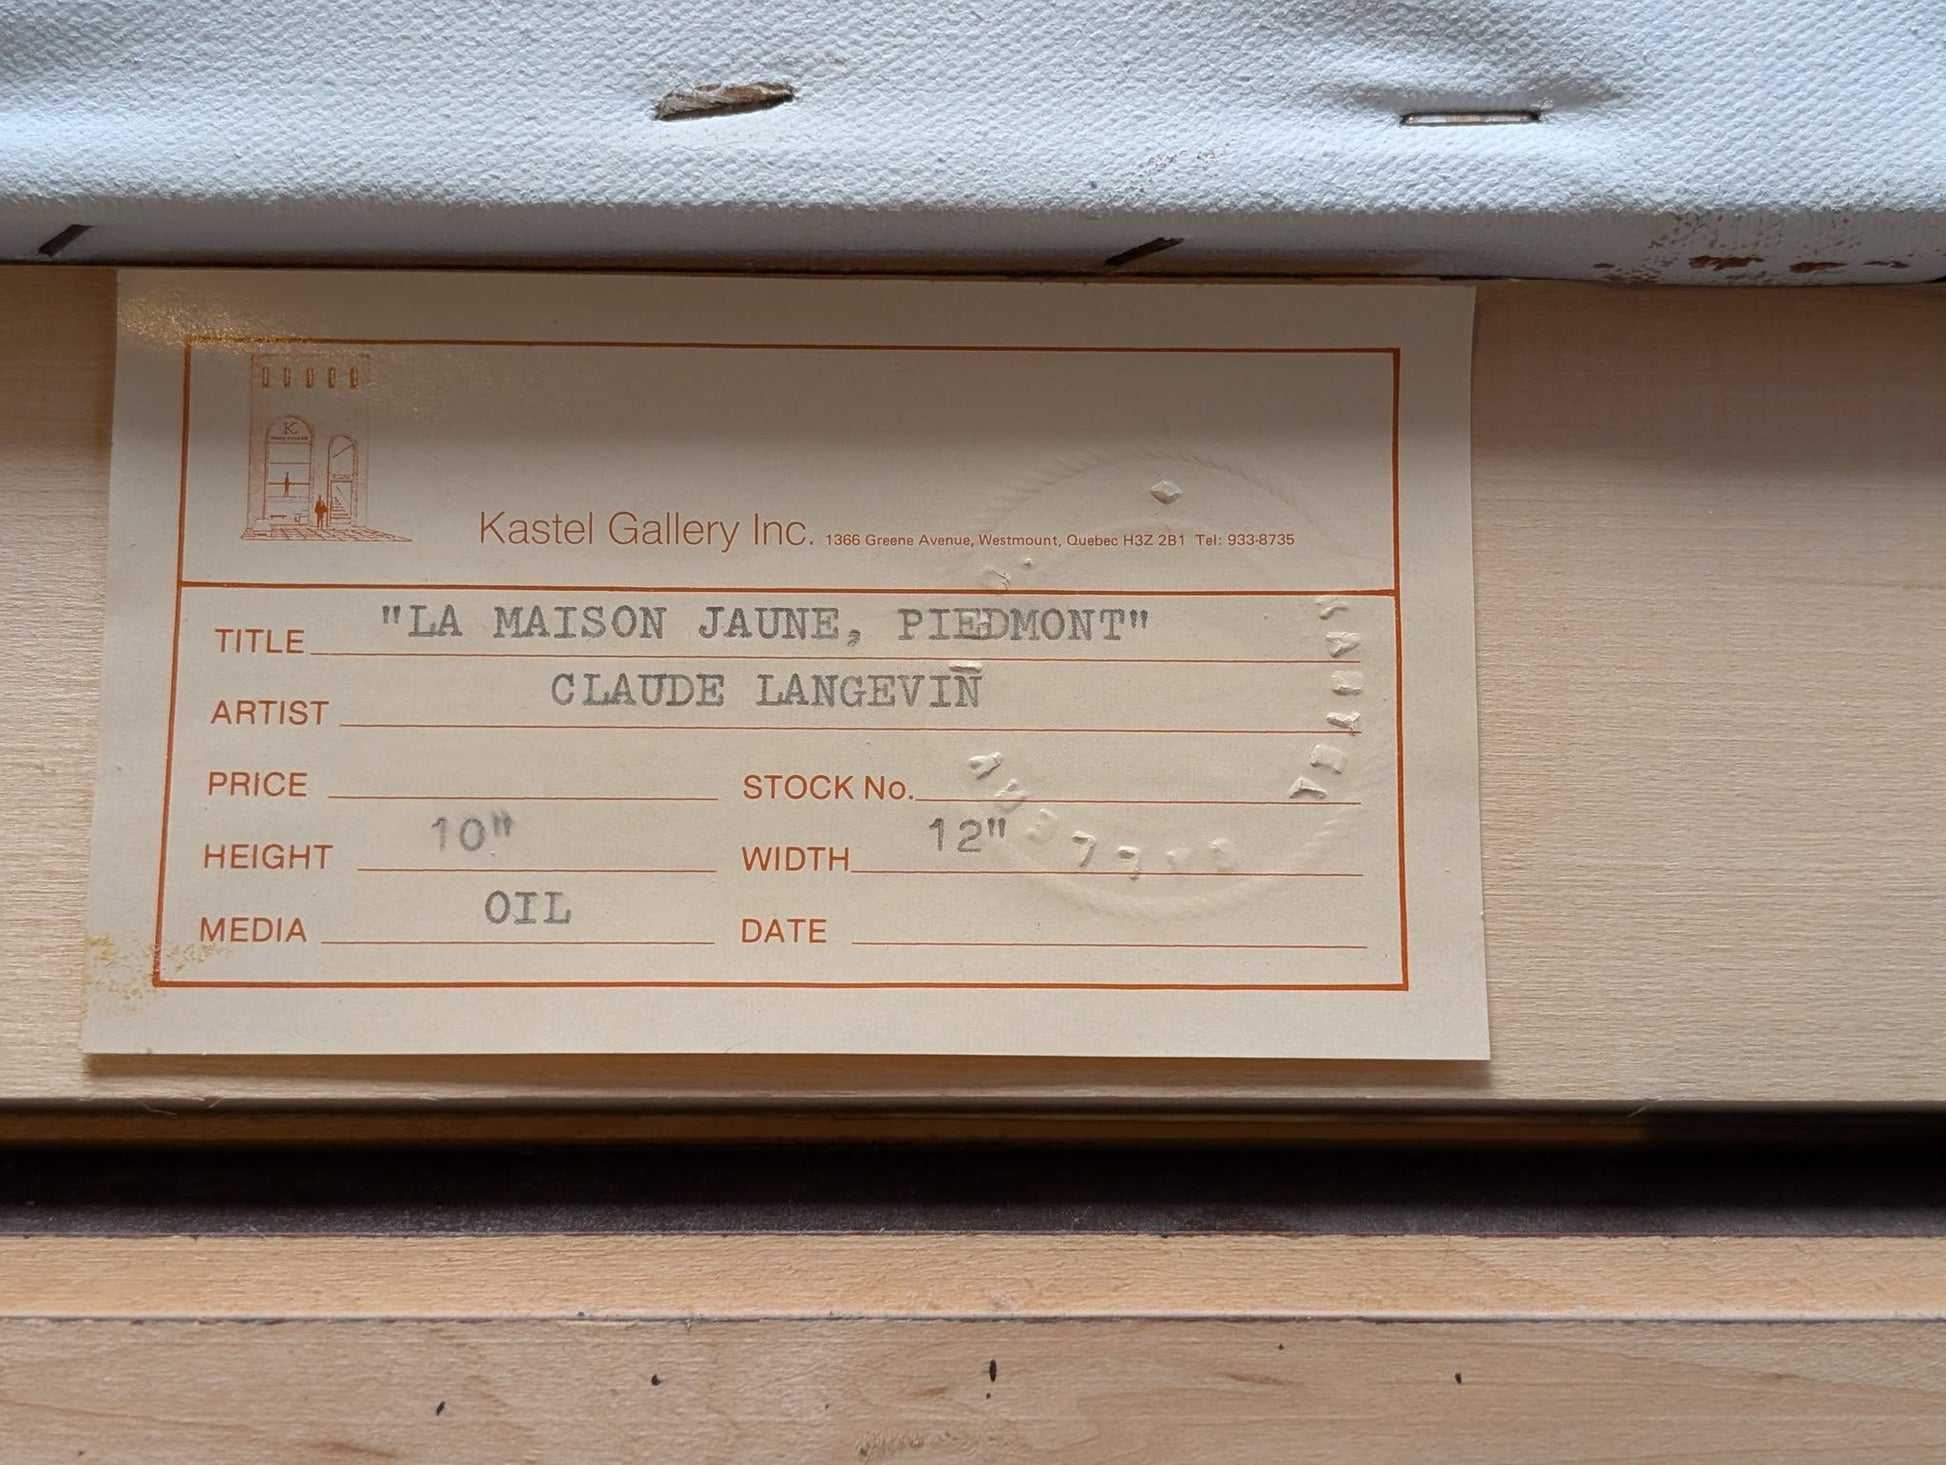 K
Kastel Gallery Inc. 1366 Greene Avenue, Westmount, Quebec H3Z 2B1 Tel: 933-8735
TITLE "LA MAISON JAUNE, PIEDMONT"
ARTIST CLAUDE LANGEVIN
PRICE STOCK No.
HEIGHT 10" WIDTH 12"
MEDIA OIL DATE